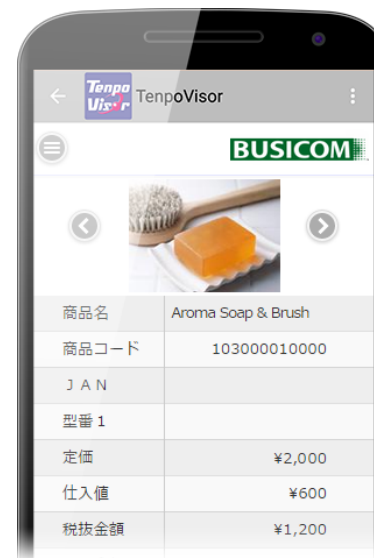 Tenpo
Visor
TenpoVisor
BUSICOM
商品名 Aroma Soap & Brush
商品コード 103000010000
ＪＡＮ
型番１
定価 ¥2,000
仕入値 ¥600
税抜金額 ¥1,200